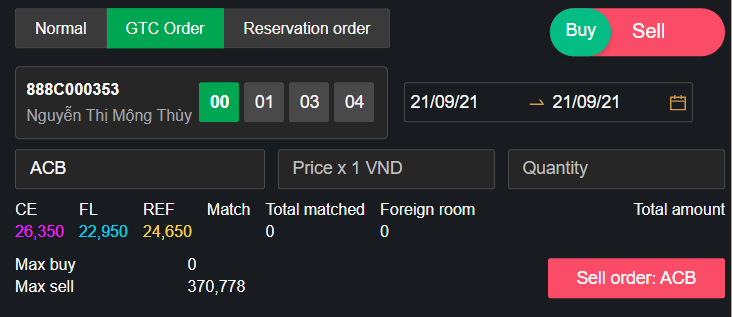 Normal GTC Order Reservation order Buy Sell
888C000353
Nguyễn Thị Mộng Thùy 00 01 03 04 21/09/21 → 21/09/21
ACB Price x 1 VND Quantity
CE FL REF Match Total matched Foreign room Total amount
26,350 22,950 24,650 0 0
Max buy 0
Max sell 370,778
Sell order: ACB